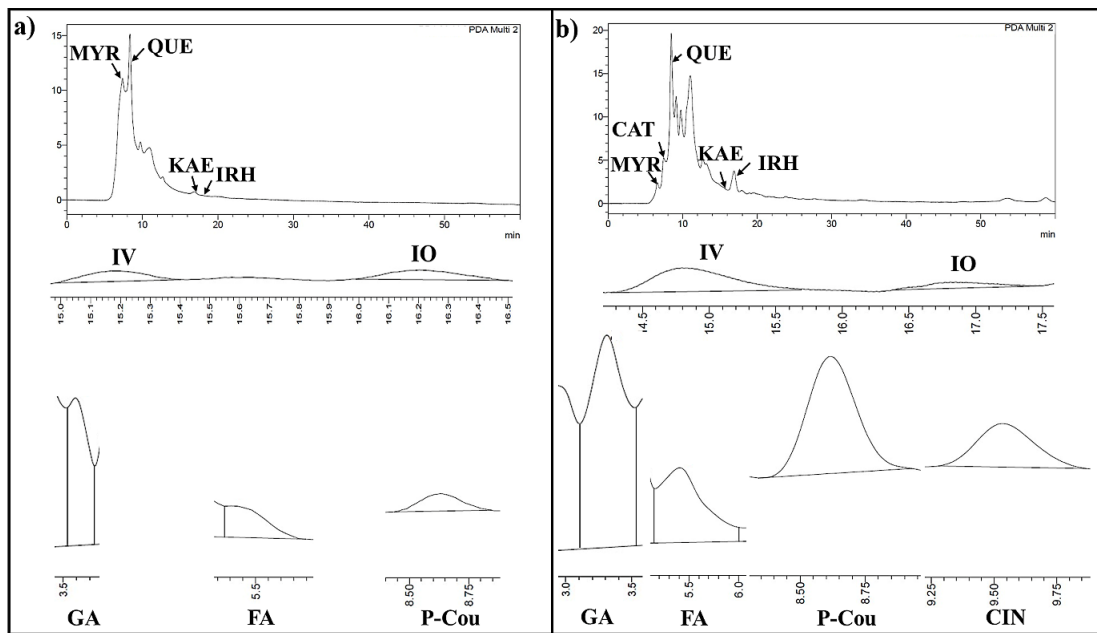 a)
PDA Multi 2
15
10
5
0
MYR
QUE
KAE
IRH
0 10 20 30 40 50
min
IV
IO
15.0 15.1 15.2 15.3 15.4 15.5 15.6 15.7 15.8 15.9 16.0 16.1 16.2 16.3 16.4 16.5
3.5
5.5
8.50 8.75
GA FA P-Cou
b)
PDA Multi 2
20
15
10
5
0
QUE
CAT
MYR
KAE
IRH
0 10 20 30 40 50
min
IV
IO
14.5 15.0 15.5 16.0 16.5 17.0 17.5
3.0 3.5
5.5 6.0
8.50 8.75
9.25 9.50 9.75
GA FA P-Cou CIN